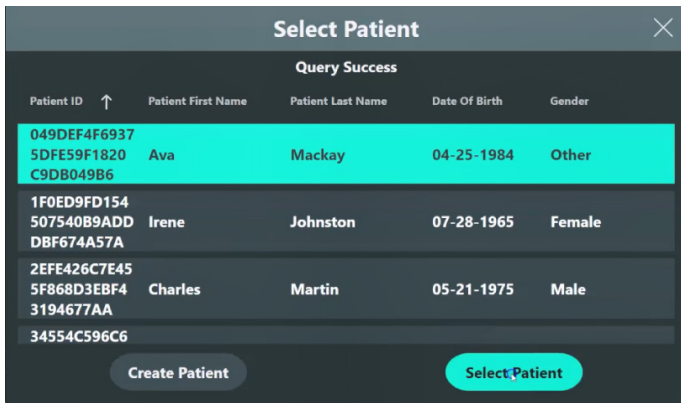 Select Patient
Query Success
Patient ID ↑ Patient First Name Patient Last Name Date Of Birth Gender
049DEF4F6937
5DFE59F1820 Ava Mackay 04-25-1984 Other
C9DB049B6
1F0ED9FD154
507540B9ADD Irene Johnston 07-28-1965 Female
DBF674A57A
2EFE426C7E45
5F868D3EBF4 Charles Martin 05-21-1975 Male
3194677AA
34554C596C6
Create Patient Select Patient